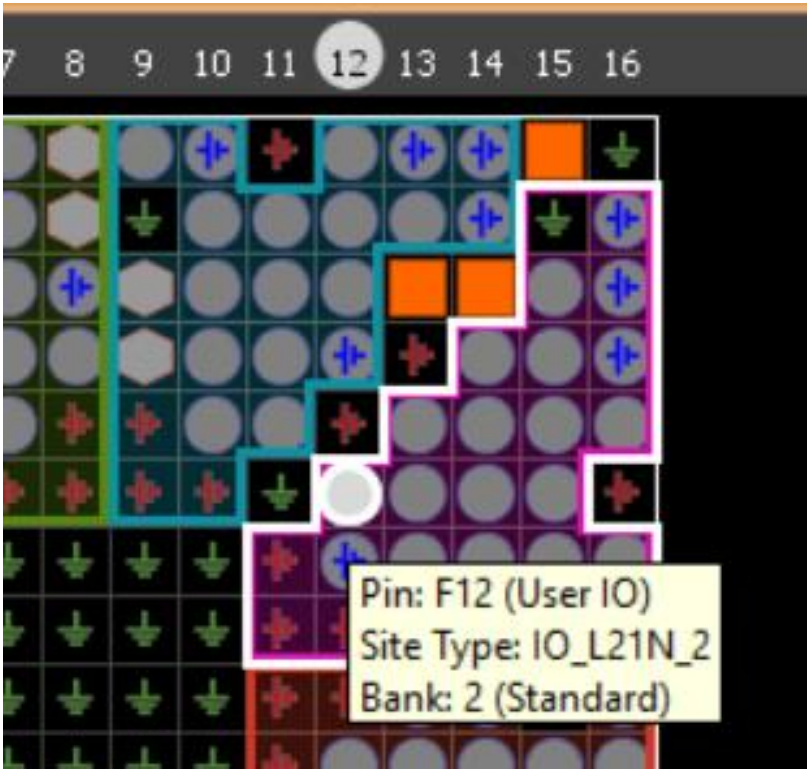 7 8 9 10 11 12 13 14 15 16
Pin: F12 (User IO)
Site Type: IO_L21N_2
Bank: 2 (Standard)